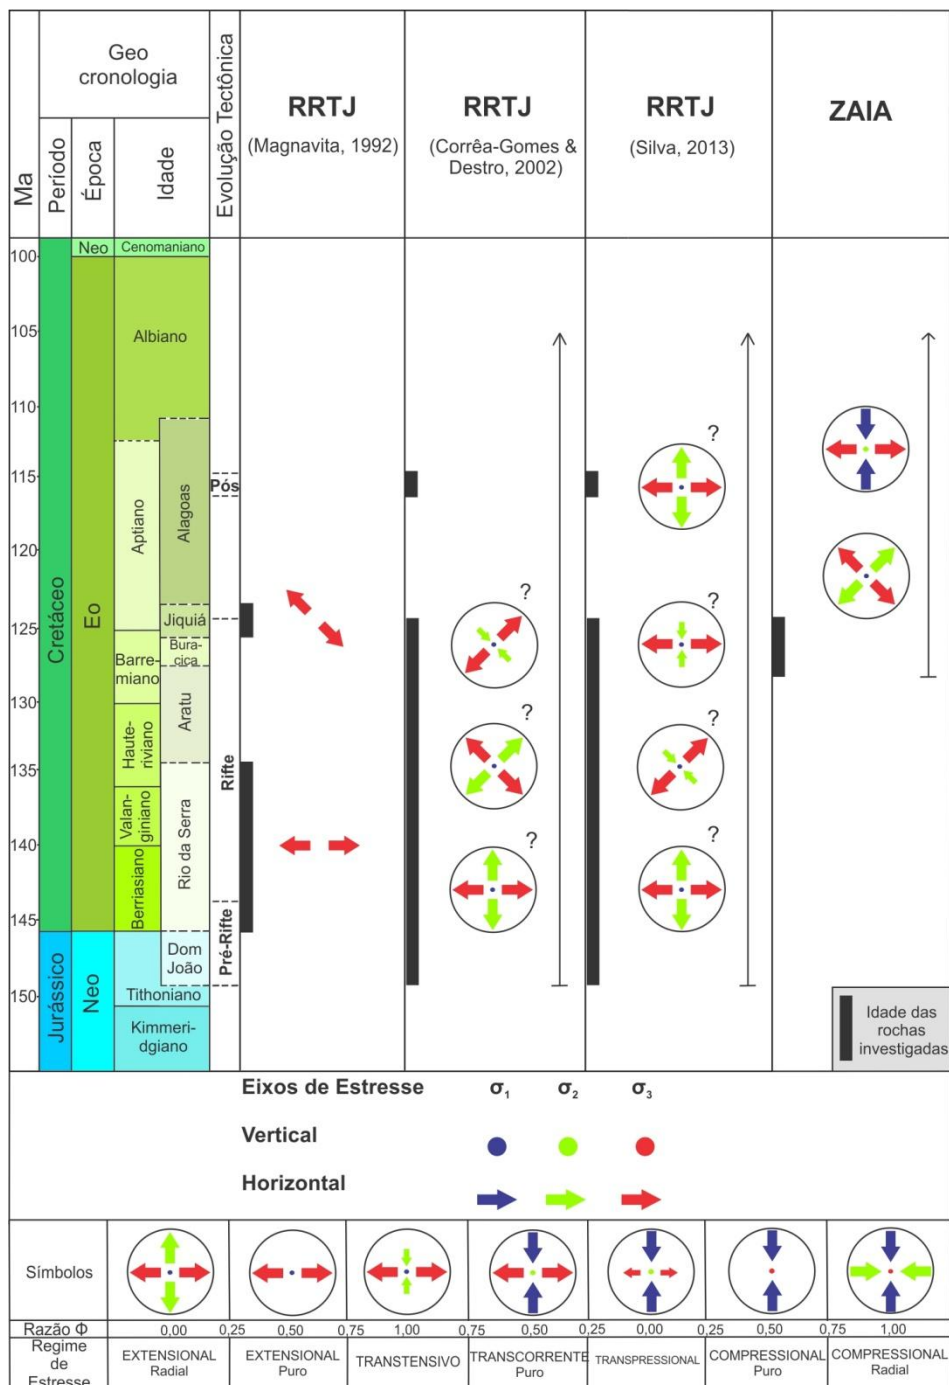 Geo
cronologia
Ma
Período
Época
Idade
Evolução Tectônica
RRTJ
(Magnavita, 1992)
RRTJ
(Corrêa-Gomes &
Destro, 2002)
RRTJ
(Silva, 2013)
ZAIA
100
105
110
115
120
125
130
135
140
145
150
Cretáceo
Jurássico
Neo
Eo
Neo
Cenomaniano
Albiano
Aptiano
Barre-
miano
Haute-
riviano
Valan-
giniano
Berriasiano
Tithoniano
Kimmeri-
dgiano
Alagoas
Jiquiá
Bura-
cica
Aratu
Rio da Serra
Dom
João
Pós
Rifte
Pré-Rifte
?
?
?
?
?
?
?
Idade das
rochas
investigadas
Eixos de Estresse σ1 σ2 σ3
Vertical
Horizontal
Símbolos
Razão Φ 0,00 0,25 0,50 0,75 1,00 0,75 0,50 0,25 0,00 0,25 0,50 0,75 1,00
Regime
de
Estresse
EXTENSIONAL
Radial
EXTENSIONAL
Puro
TRANSTENSIVO
TRANSCORRENTE
Puro
TRANSPRESSIONAL
COMPRESSIONAL
Puro
COMPRESSIONAL
Radial